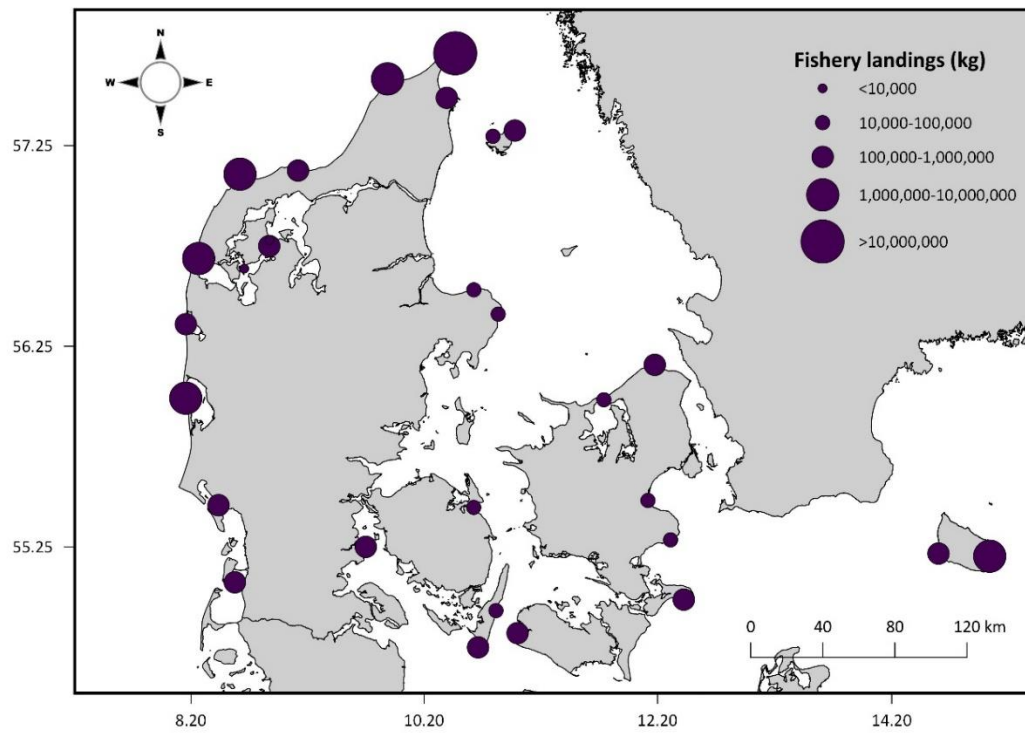 N
W E
S
Fishery landings (kg)
<10,000
10,000-100,000
100,000-1,000,000
1,000,000-10,000,000
>10,000,000
57.25
56.25
55.25
0 40 80 120 km
8.20 10.20 12.20 14.20